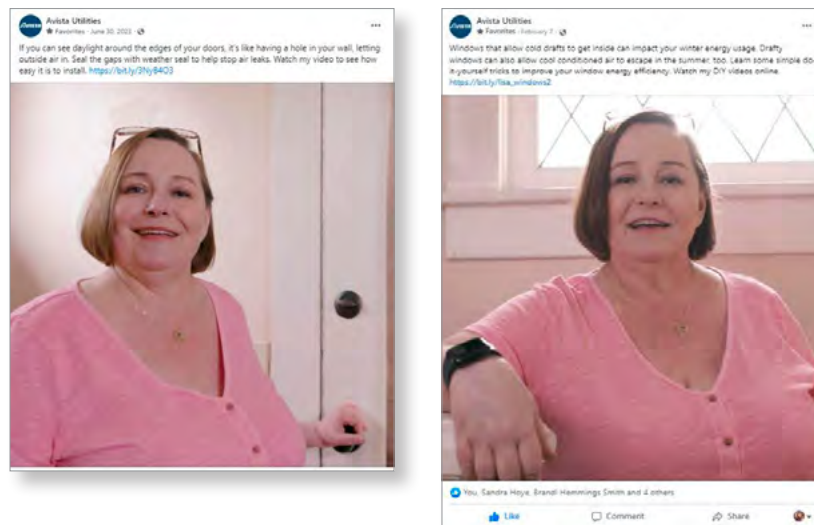 Avista Utilities
Favorites · June 30, 2023 ·
If you can see daylight around the edges of your doors, it's like having a hole in your wall, letting
outside air in. Seal the gaps with weather seal to help stop air leaks. Watch my video to see how
easy it is to install. https://bit.ly/3NyB4Q3
Avista Utilities
Favorites · February 7 ·
Windows that allow cold drafts to get inside can impact your winter energy usage. Drafty
windows can also allow cool conditioned air to escape in the summer, too. Learn some simple do-
it-yourself tricks to improve your window energy efficiency. Watch my DIY videos online.
https://bit.ly/lisa_windows2
You, Sandra Hoye, Brandi Hemmings Smith and 4 others
Like
Comment
Share